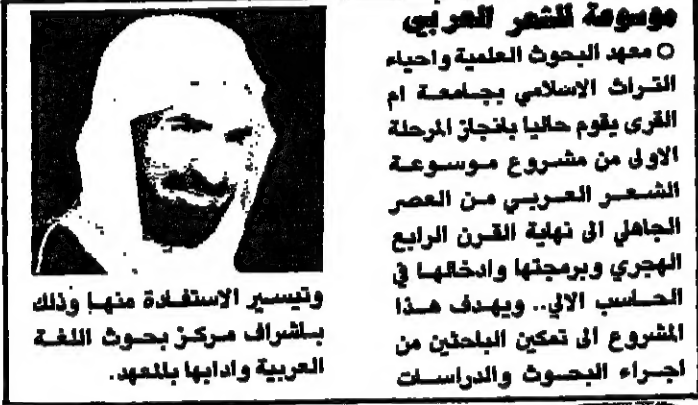 موسوعة للشعر العربي
○ معهد البحوث العلمية واحياء
التراث الاسلامي بجامعة ام
القرى يقوم حاليا بانجاز المرحلة
الاولى من مشروع موسوعة
الشعر العربي من العصر
الجاهلي الى نهاية القرن الرابع
الهجري وبرمجتها وادخالها في
الحاسب الالي.. ويهدف هذا
المشروع الى تمكين الباحثين من
اجراء البحوث والدراسات
وتيسير الاستفادة منها وذلك
باشراف مركز بحوث اللغة
العربية وادابها بالمعهد.